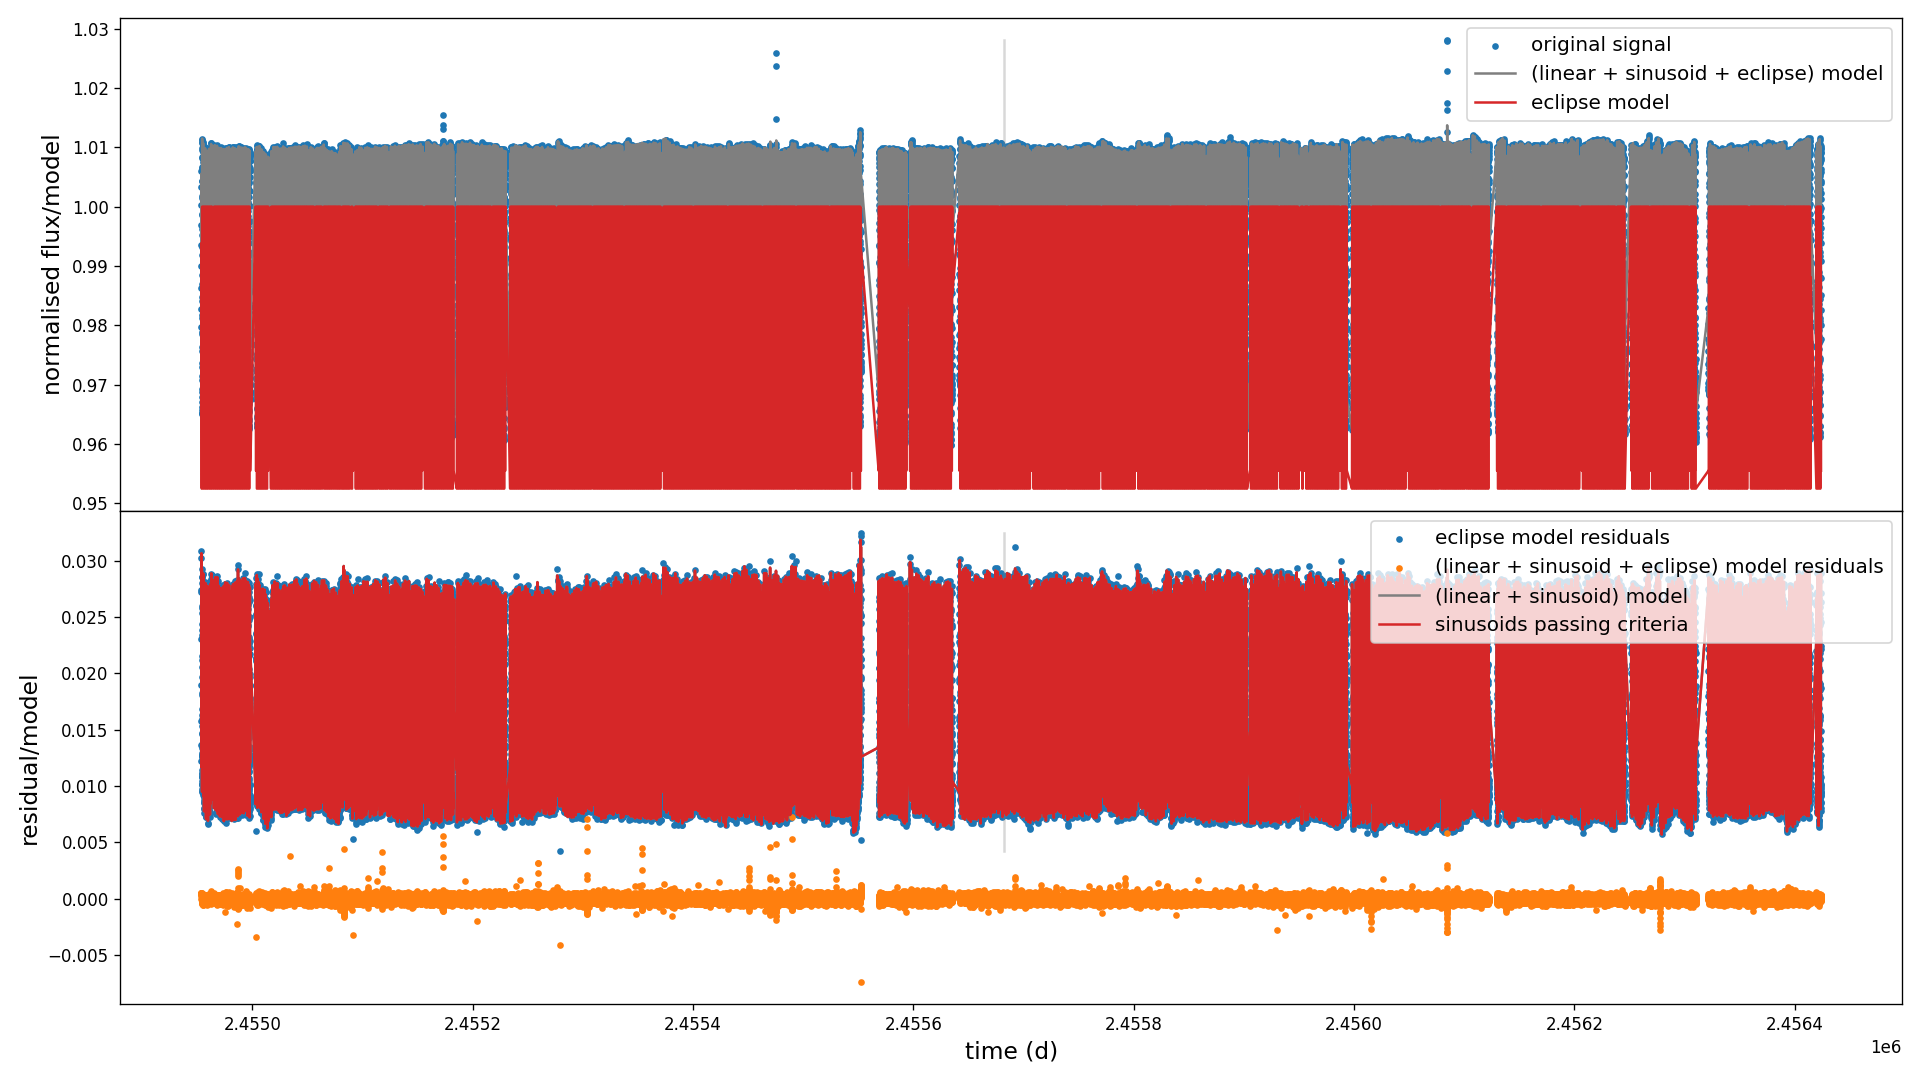 1.03
1.02
1.01
1.00
0.99
0.98
0.97
0.96
0.95
normalised flux/model
original signal
(linear + sinusoid + eclipse) model
eclipse model
0.030
0.025
0.020
0.015
0.010
0.005
0.000
−0.005
residual/model
eclipse model residuals
(linear + sinusoid + eclipse) model residuals
(linear + sinusoid) model
sinusoids passing criteria
2.4550 2.4552 2.4554 2.4556 2.4558 2.4560 2.4562 2.4564
time (d)
1e6